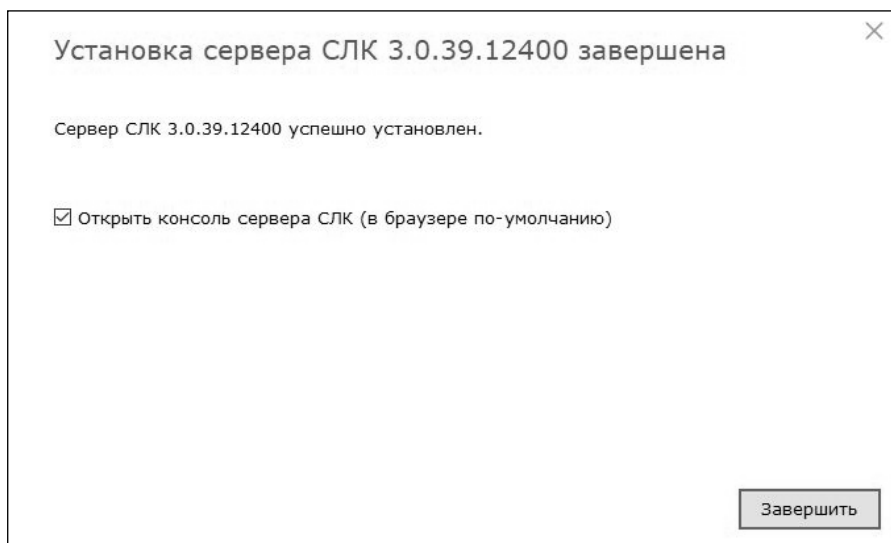 Установка сервера СЛК 3.0.39.12400 завершена
Сервер СЛК 3.0.39.12400 успешно установлен.
Открыть консоль сервера СЛК (в браузере по-умолчанию)
Завершить